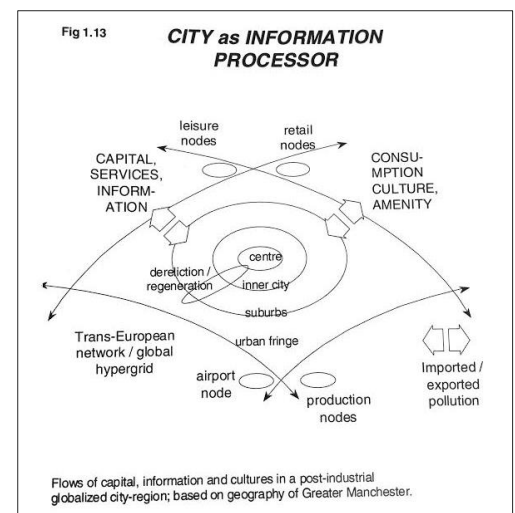 Fig 1.13
CITY as INFORMATION
PROCESSOR
leisure
nodes
retail
nodes
CAPITAL,
SERVICES,
INFORM-
ATION
CONSU-
MPTION
CULTURE,
AMENITY
centre
dereliction /
regeneration
inner city
suburbs
urban fringe
Trans-European
network / global
hypergrid
airport
node
production
nodes
Imported /
exported
pollution
Flows of capital, information and cultures in a post-industrial
globalized city-region; based on geography of Greater Manchester.